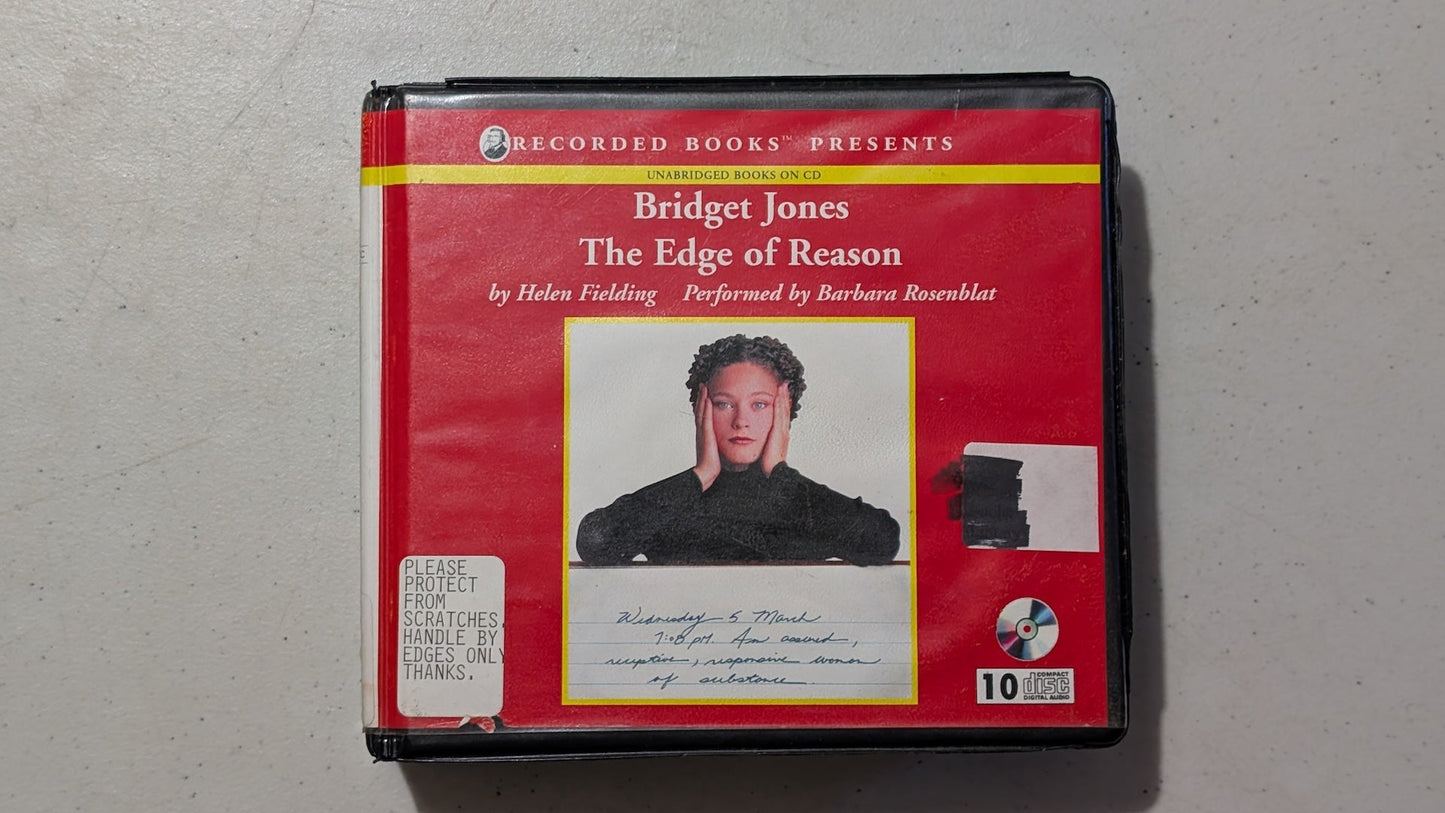 RECORDED BOOKS™ PRESENTS
UNABRIDGED BOOKS ON CD
Bridget Jones
The Edge of Reason
by Helen Fielding Performed by Barbara Rosenblat
Wednesday 5 March
7:08 pm. Am assured,
receptive, responsive woman
of substance.
PLEASE
PROTECT
FROM
SCRATCHES.
HANDLE BY
EDGES ONLY
THANKS.
10 COMPACT
disc
DIGITAL AUDIO